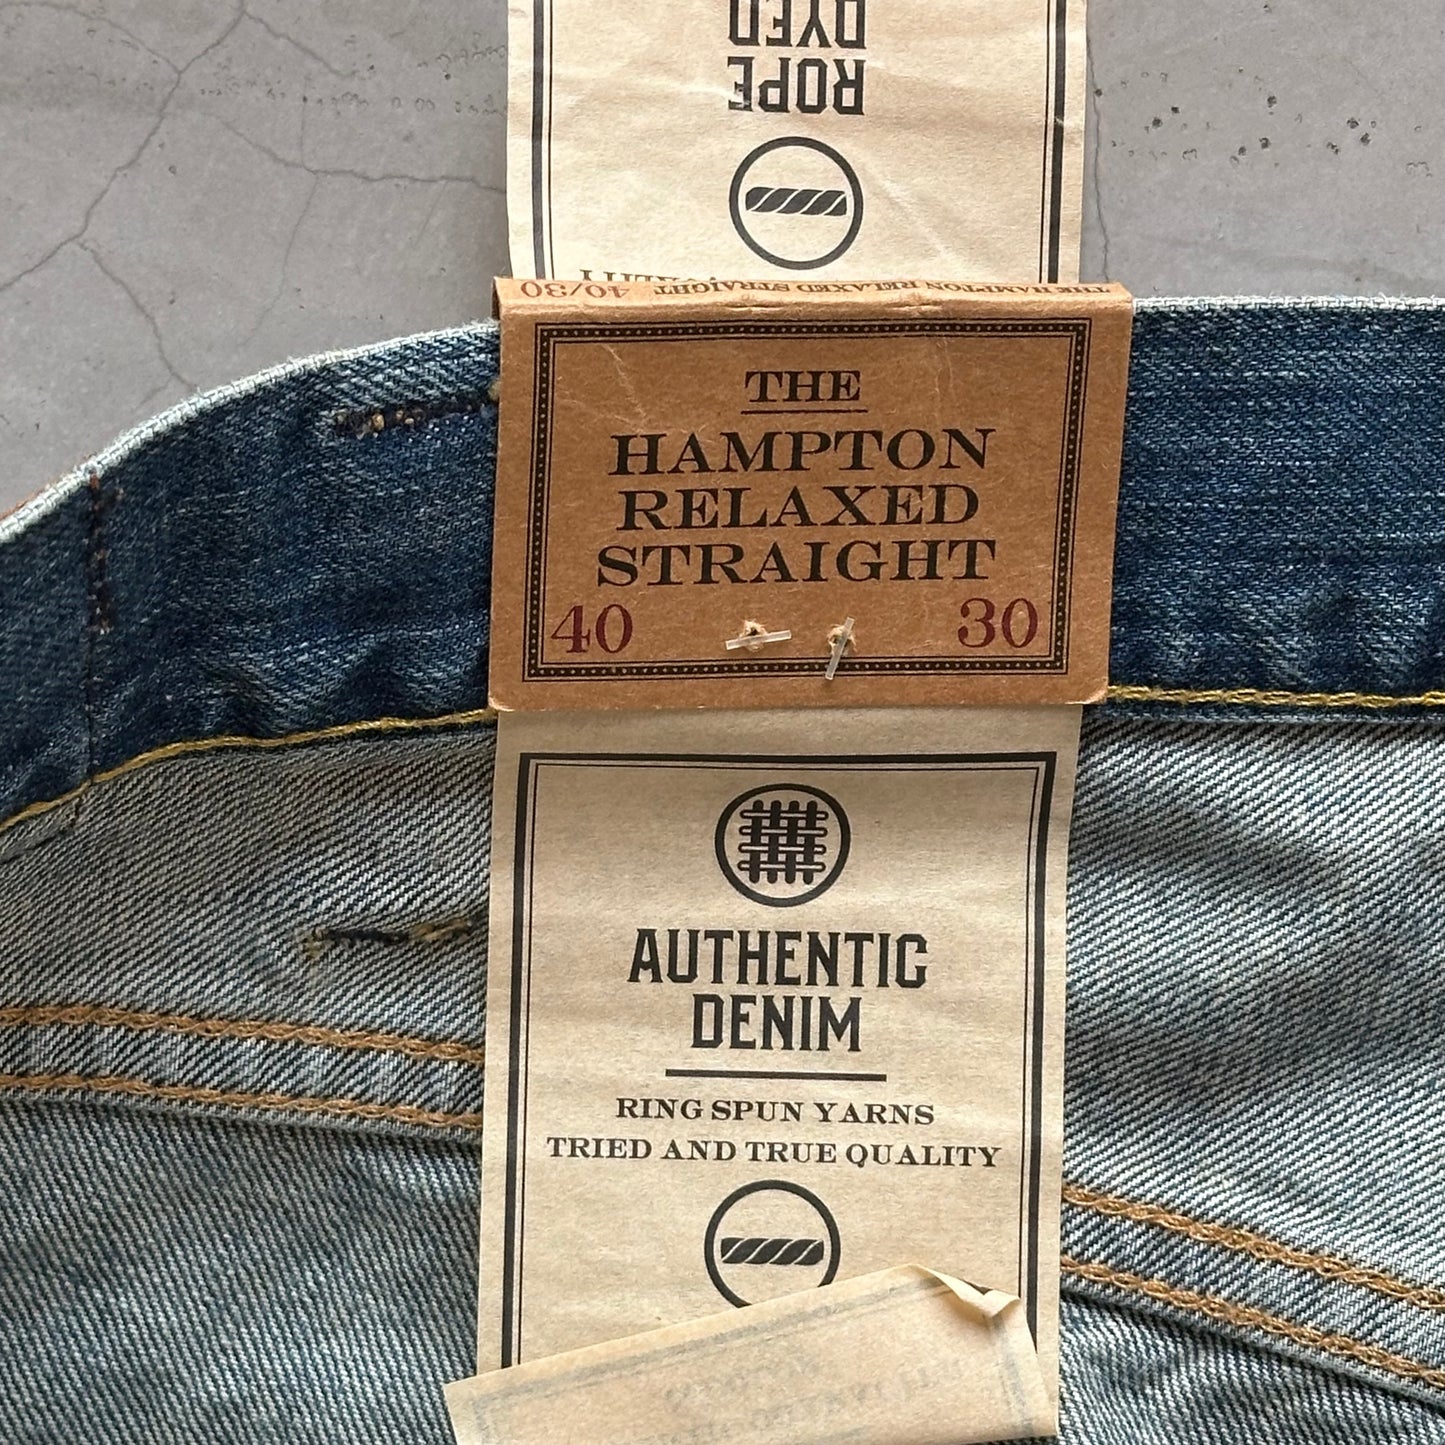 DYED
ROPE
THE HAMPTON RELAXED STRAIGHT 40/30
THE
HAMPTON
RELAXED
STRAIGHT
40 30
AUTHENTIC
DENIM
RING SPUN YARNS
TRIED AND TRUE QUALITY